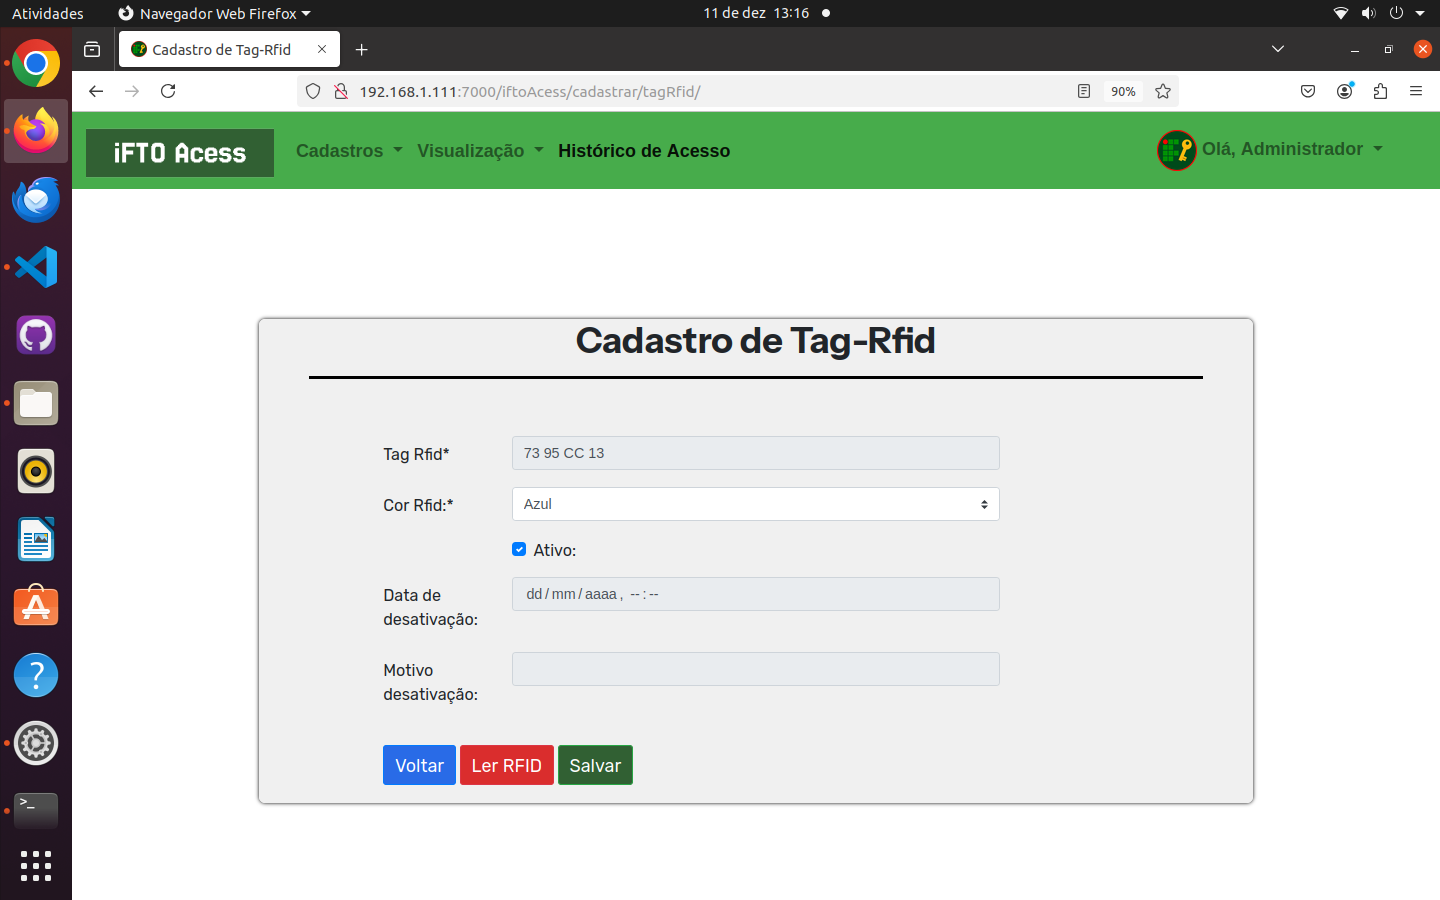 Atividades
Navegador Web Firefox
11 de dez 13:16
Cadastro de Tag-Rfid
192.168.1.111:7000/iftoAcess/cadastrar/tagRfid/
90%
iFTO Acess
Cadastros
Visualização
Histórico de Acesso
Olá, Administrador
Cadastro de Tag-Rfid
Tag Rfid*
73 95 CC 13
Cor Rfid:*
Azul
Ativo:
Data de
desativação:
dd/mm/aaaa, --:--
Motivo
desativação:
Voltar
Ler RFID
Salvar